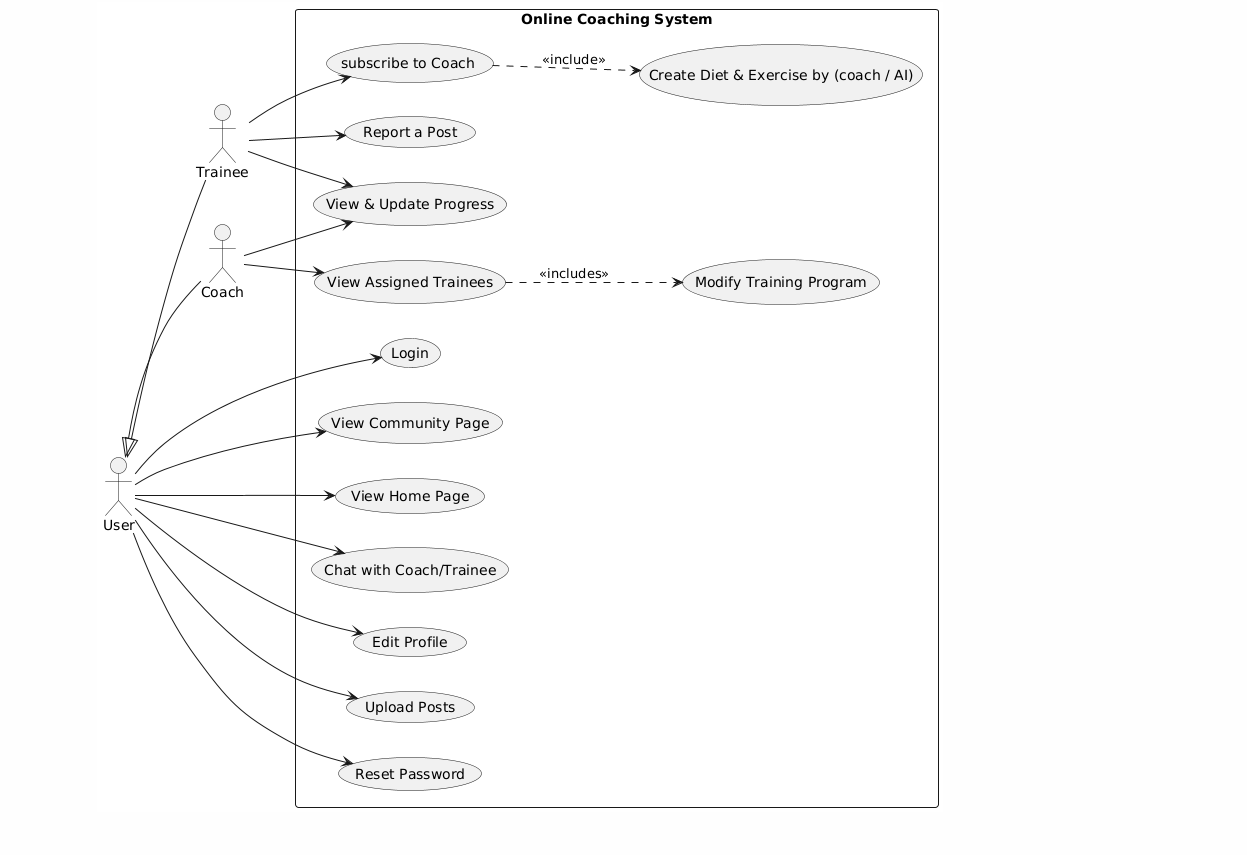 Online Coaching System
subscribe to Coach
«include»
Create Diet & Exercise by (coach / AI)
Report a Post
Trainee
View & Update Progress
Coach
View Assigned Trainees
«includes»
Modify Training Program
Login
View Community Page
View Home Page
User
Chat with Coach/Trainee
Edit Profile
Upload Posts
Reset Password